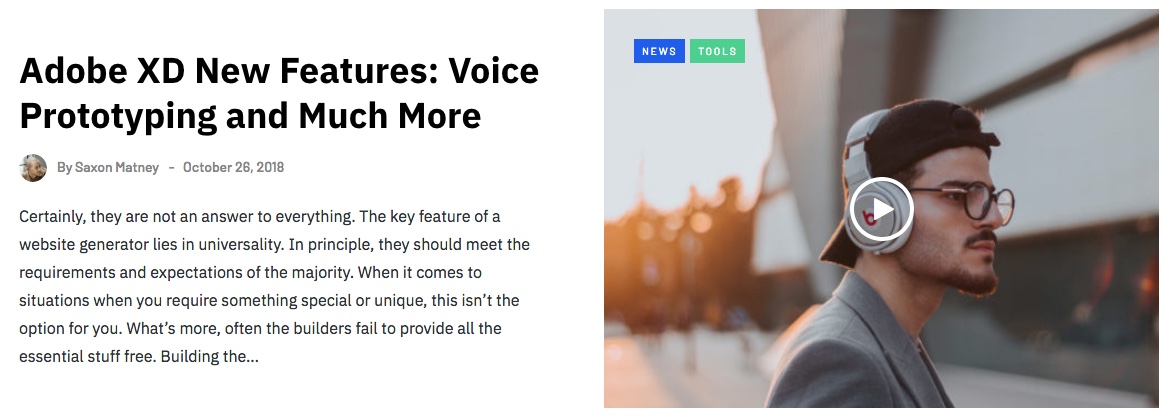 Adobe XD New Features: Voice
Prototyping and Much More
By Saxon Matney - October 26, 2018
Certainly, they are not an answer to everything. The key feature of a
website generator lies in universality. In principle, they should meet the
requirements and expectations of the majority. When it comes to
situations when you require something special or unique, this isn’t the
option for you. What’s more, often the builders fail to provide all the
essential stuff free. Building the...
NEWS TOOLS
b